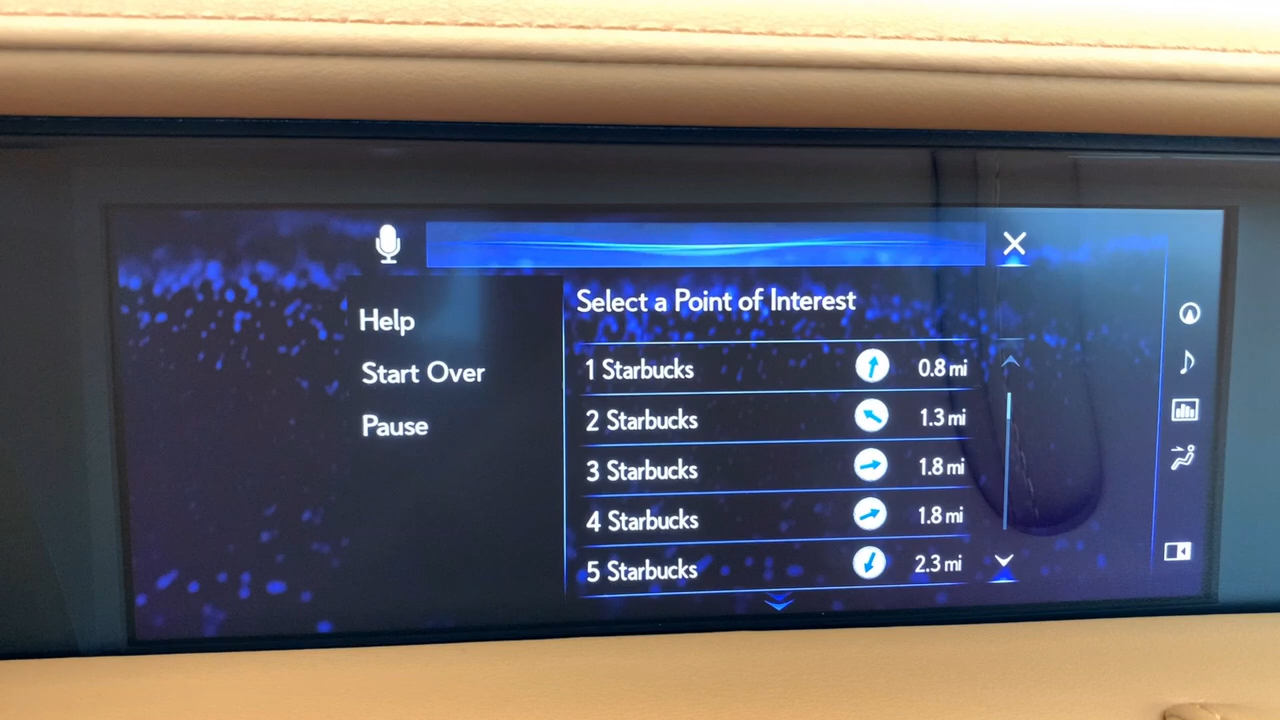 Help
Start Over
Pause
Select a Point of Interest
1 Starbucks 0.8 mi
2 Starbucks 1.3 mi
3 Starbucks 1.8 mi
4 Starbucks 1.8 mi
5 Starbucks 2.3 mi